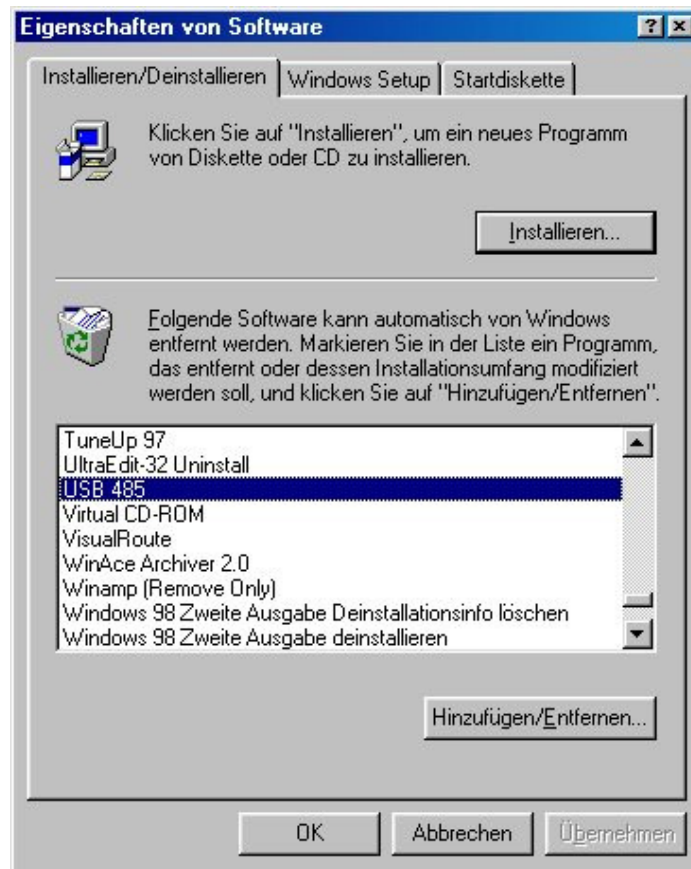 Eigenschaften von Software
Installieren/Deinstallieren Windows Setup Startdiskette
Klicken Sie auf "Installieren", um ein neues Programm
von Diskette oder CD zu installieren.
Installieren...
Folgende Software kann automatisch von Windows
entfernt werden. Markieren Sie in der Liste ein Programm,
das entfernt oder dessen Installationsumfang modifiziert
werden soll, und klicken Sie auf "Hinzufügen/Entfernen".
TuneUp 97
UltraEdit-32 Uninstall
USB 485
Virtual CD-ROM
VisualRoute
WinAce Archiver 2.0
Winamp (Remove Only)
Windows 98 Zweite Ausgabe Deinstallationsinfo löschen
Windows 98 Zweite Ausgabe deinstallieren
Hinzufügen/Entfernen...
OK Abbrechen Übernehmen